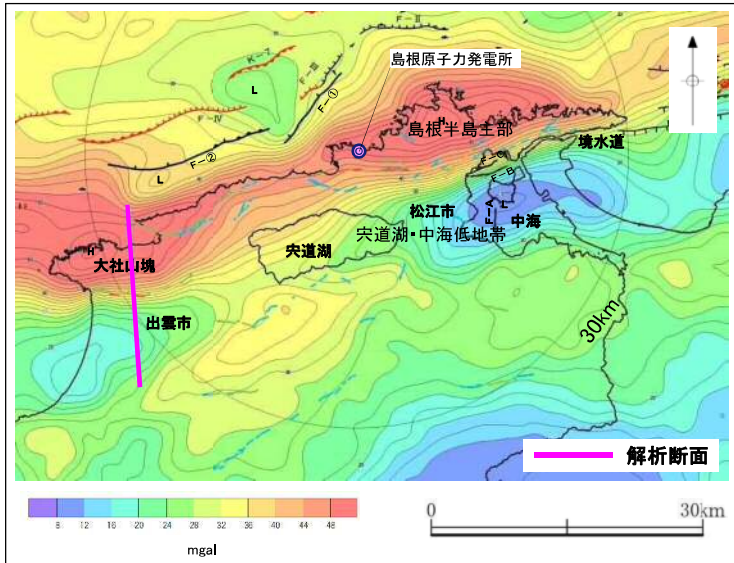 F-Ⅱ
K-7
F-Ⅲ
島根原子力発電所
L
F-①
F-Ⅳ
H
島根半島主部
F-②
境水道
F-C
F-B
L
松江市
F-A
L
中海
宍道湖・中海低地帯
H
大社山塊
宍道湖
出雲市
30km
解析断面
8 12 16 20 24 28 32 36 40 44 48
mgal
0 30km